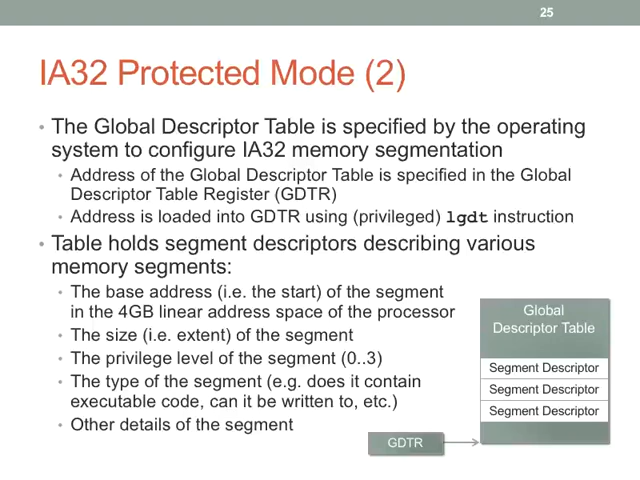 25
IA32 Protected Mode (2)
• The Global Descriptor Table is specified by the operating
system to configure IA32 memory segmentation
• Address of the Global Descriptor Table is specified in the Global
Descriptor Table Register (GDTR)
• Address is loaded into GDTR using (privileged) lgdt instruction
• Table holds segment descriptors describing various
memory segments:
• The base address (i.e. the start) of the segment
in the 4GB linear address space of the processor
• The size (i.e. extent) of the segment
• The privilege level of the segment (0..3)
• The type of the segment (e.g. does it contain
executable code, can it be written to, etc.)
• Other details of the segment
Global
Descriptor Table
Segment Descriptor
Segment Descriptor
Segment Descriptor
GDTR